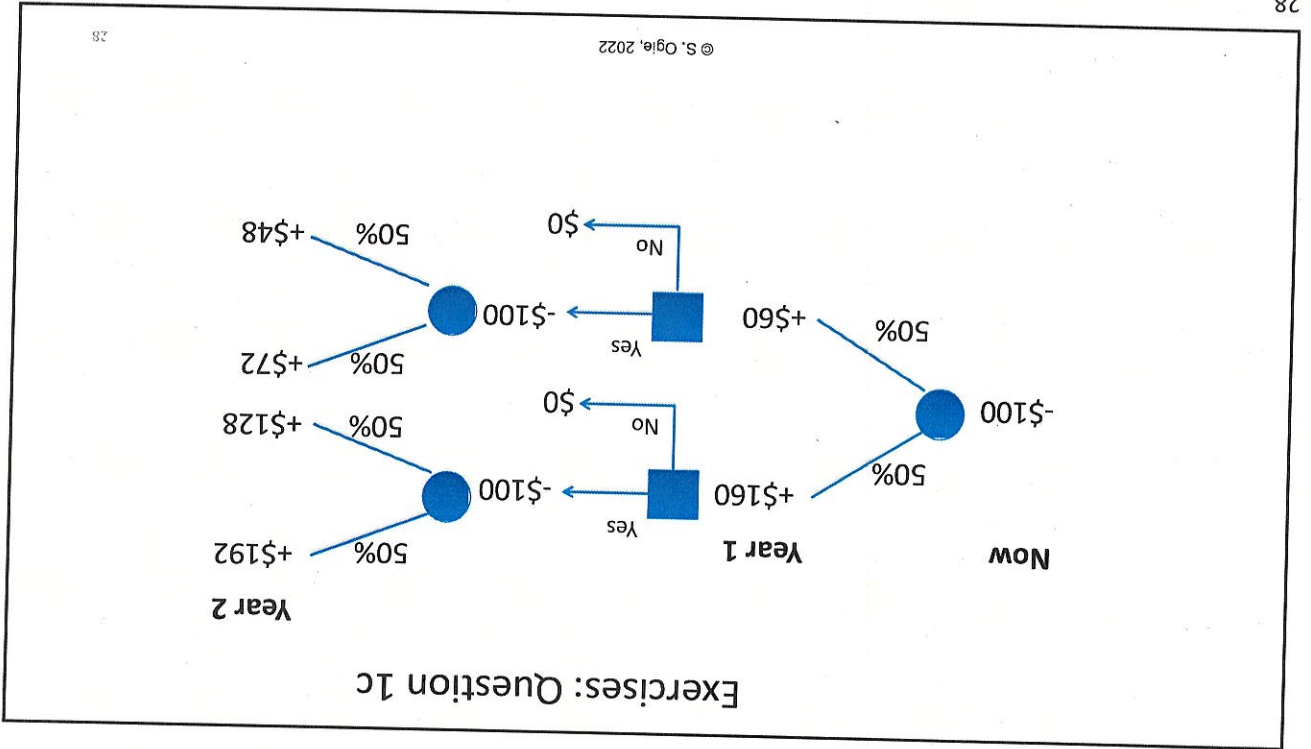 Exercises: Question 1c
Year 2
Now
Year 1
50%
+$192
Yes
50%
+$160
-$100
No
50%
+$128
$0
-$100
50%
+$72
Yes
50%
+$60
-$100
No
50%
+$48
$0
© S. Ogie, 2022
28
28